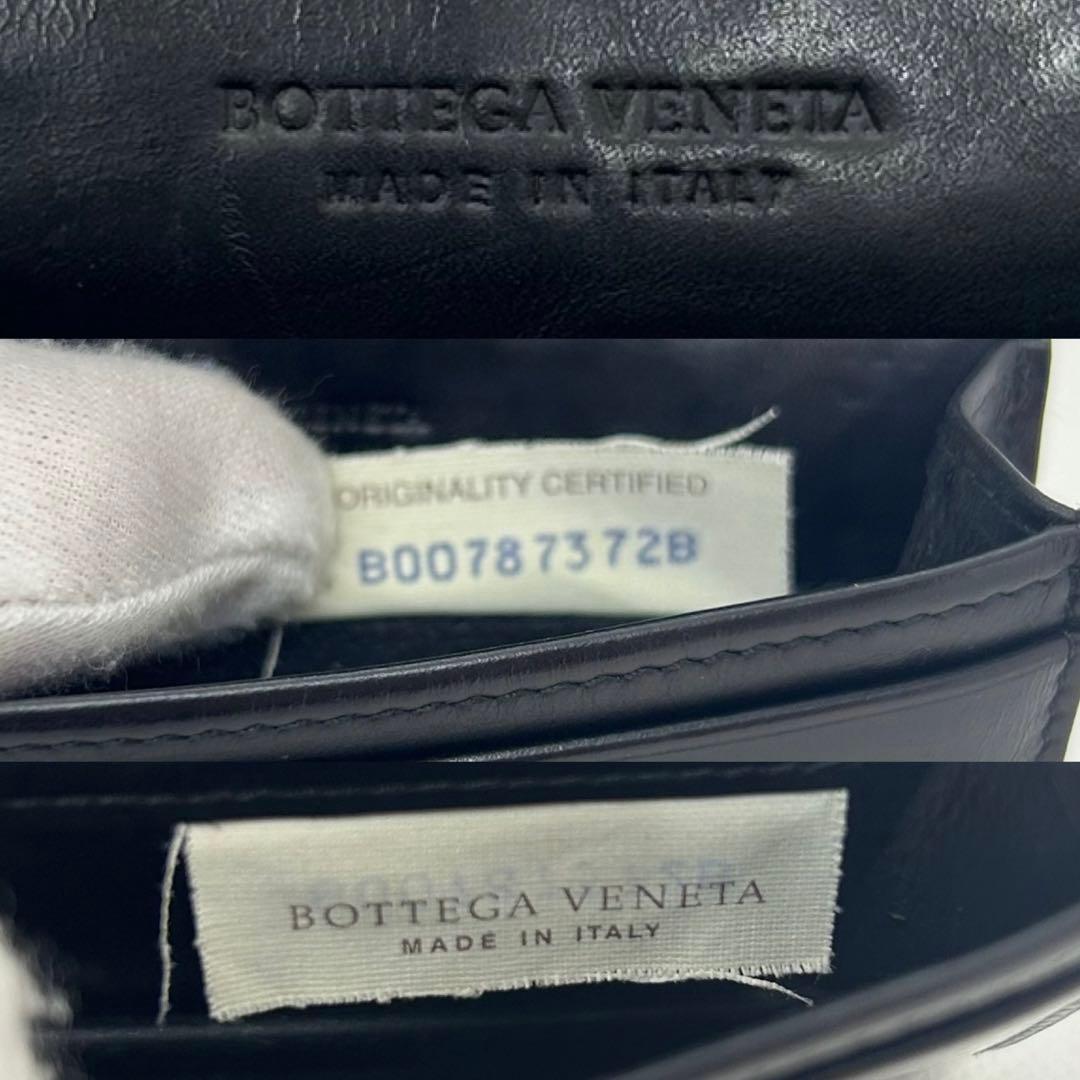 BOTTEGA VENETA
MADE IN ITALY
ORIGINALITY CERTIFIED
B00787372B
BOTTEGA VENETA
MADE IN ITALY